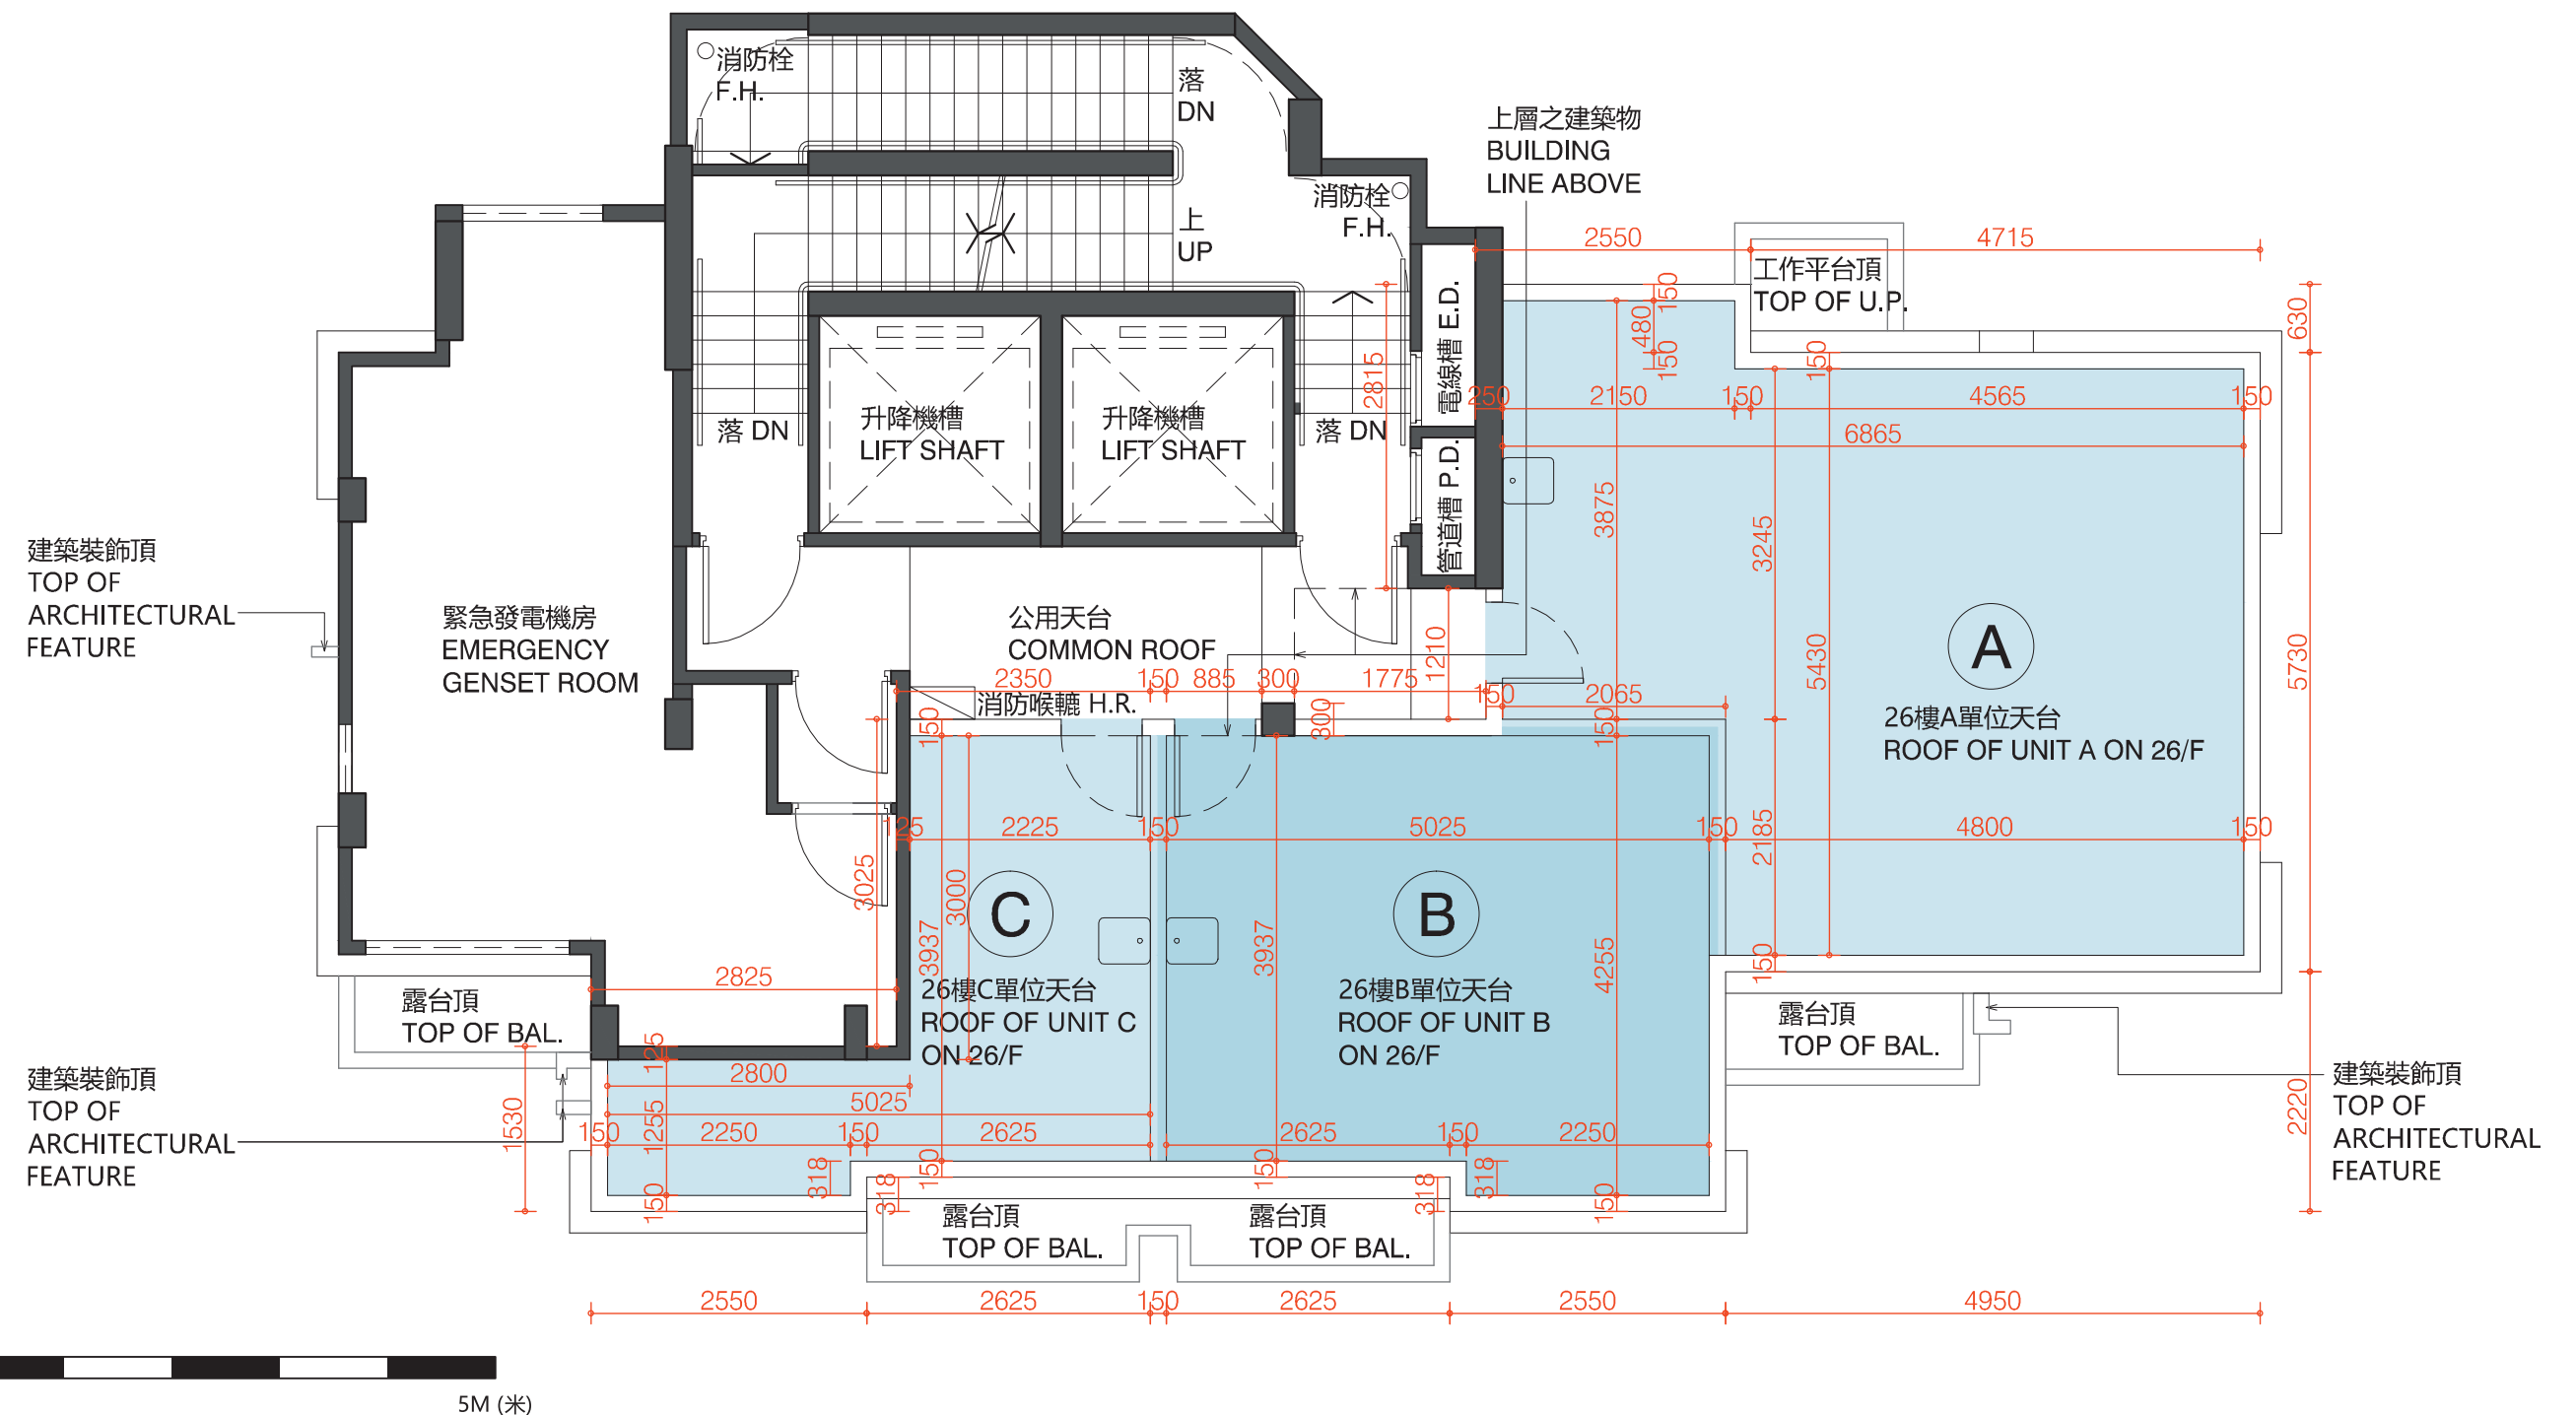 消防栓
F.H.
落
DN
上層之建築物
BUILDING
LINE ABOVE
消防栓
F.H.
上
UP
2550
4715
工作平台頂
TOP OF U.P.
150
480
150
630
2815
電線槽 E.D.
150
250
2150
150
4565
150
升降機槽
LIFT SHAFT
升降機槽
LIFT SHAFT
落 DN
落 DN
6865
管道槽 P.D.
3875
3245
5430
5730
建築裝飾頂
TOP OF
ARCHITECTURAL
FEATURE
緊急發電機房
EMERGENCY
GENSET ROOM
公用天台
COMMON ROOF
1210
A
2350
150
885
300
1775
150
2065
消防喉轆 H.R.
150
300
150
26樓A單位天台
ROOF OF UNIT A ON 26/F
125
2225
150
5025
150
2185
4800
150
3025
3000
C
B
3937
3937
4255
150
2825
26樓C單位天台
ROOF OF UNIT C
ON 26/F
26樓B單位天台
ROOF OF UNIT B
ON 26/F
露台頂
TOP OF BAL.
露台頂
TOP OF BAL.
125
2800
5025
建築裝飾頂
TOP OF
ARCHITECTURAL
FEATURE
建築裝飾頂
TOP OF
ARCHITECTURAL
FEATURE
1530
150
1255
2250
150
2625
2625
150
2250
2220
318
150
150
318
150
318
318
150
露台頂
TOP OF BAL.
露台頂
TOP OF BAL.
2550
2625
150
2625
2550
4950
5M (米)